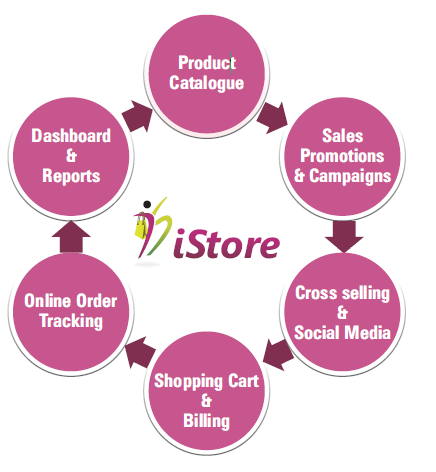 Product
Catalogue
Sales
Promotions
& Campaigns
Cross selling
&
Social Media
Shopping Cart
&
Billing
Online Order
Tracking
Dashboard
&
Reports
iStore